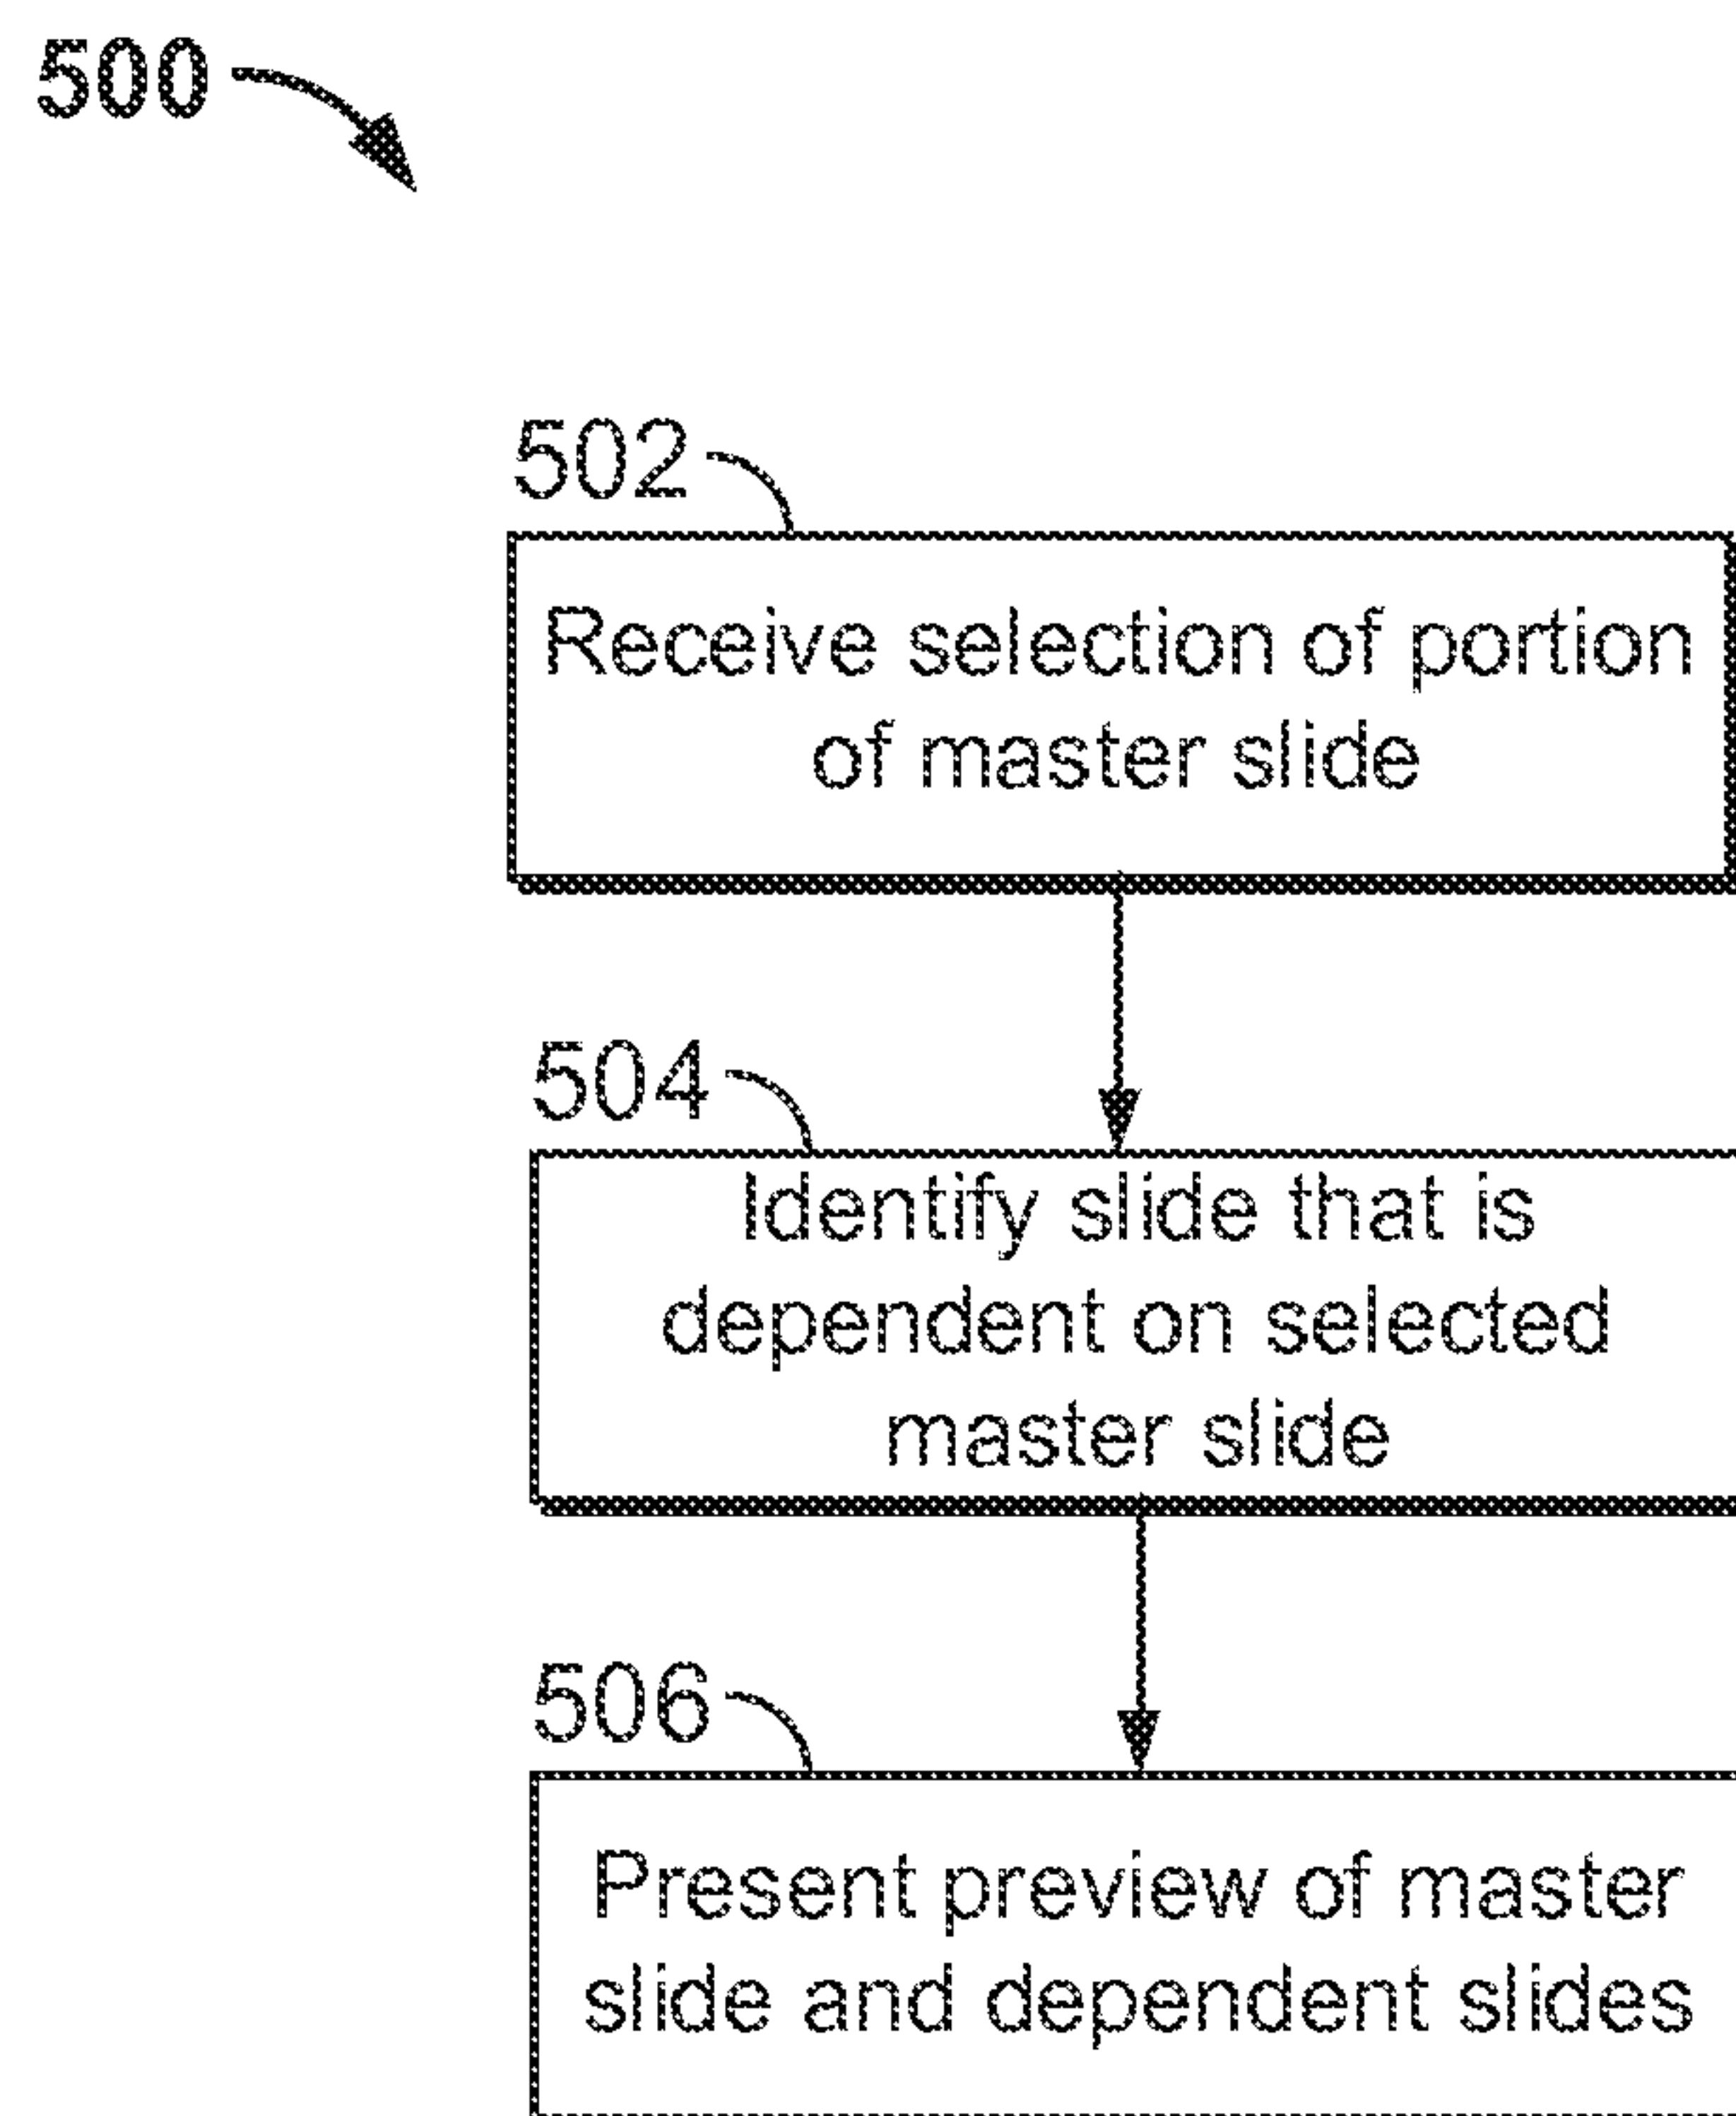 500
502
Receive selection of portion
of master slide
504
Identify slide that is
dependent on selected
master slide
506
Present preview of master
slide and dependent slides